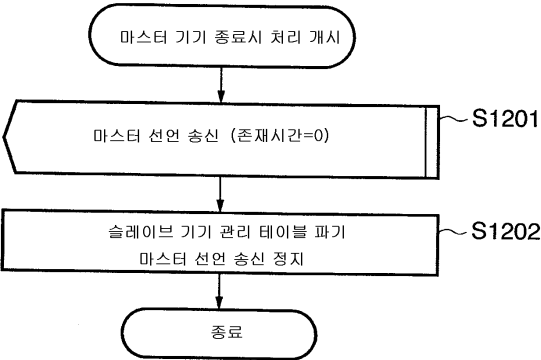 마스터 기기 종료시 처리 개시
마스터 선언 송신 (존재시간=0)
S1201
슬레이브 기기 관리 테이블 파기
마스터 선언 송신 정지
S1202
종료